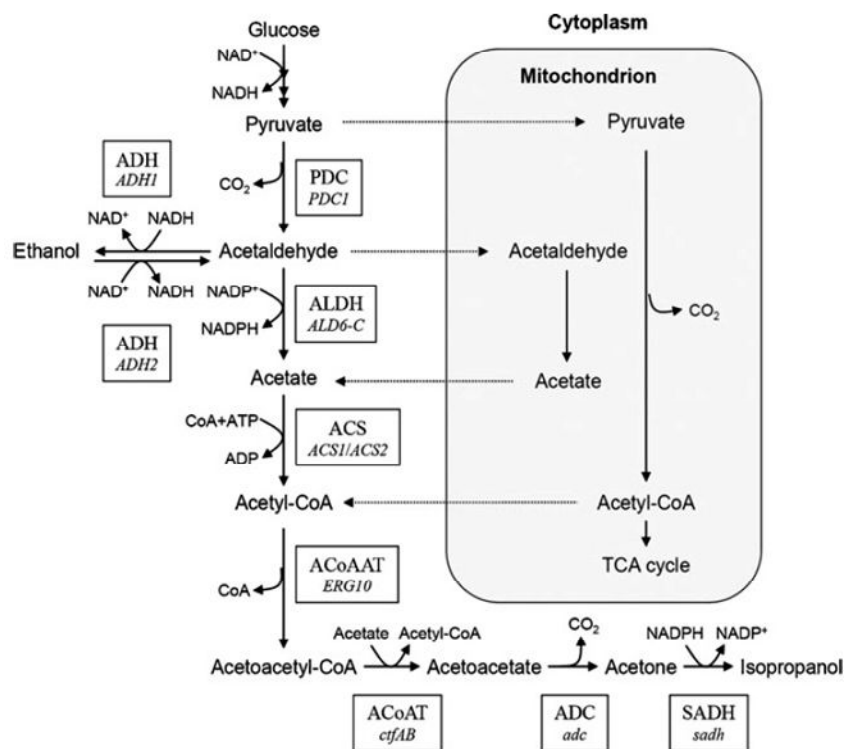 Cytoplasm
Glucose
NAD⁺
NADH
Mitochondrion
Pyruvate
Pyruvate
ADH
ADH1
CO₂
PDC
PDC1
NAD⁺
NADH
Ethanol
Acetaldehyde
Acetaldehyde
NAD⁺
NADH
NADP⁺
NADPH
ALDH
ALD6-C
CO₂
ADH
ADH2
Acetate
Acetate
CoA+ATP
ADP
ACS
ACS1/ACS2
Acetyl-CoA
Acetyl-CoA
TCA cycle
CoA
ACoAAT
ERG10
Acetate
Acetyl-CoA
CO₂
NADPH
NADP⁺
Acetoacetyl-CoA
Acetoacetate
Acetone
Isopropanol
ACoAT
ctfAB
ADC
adc
SADH
sadh